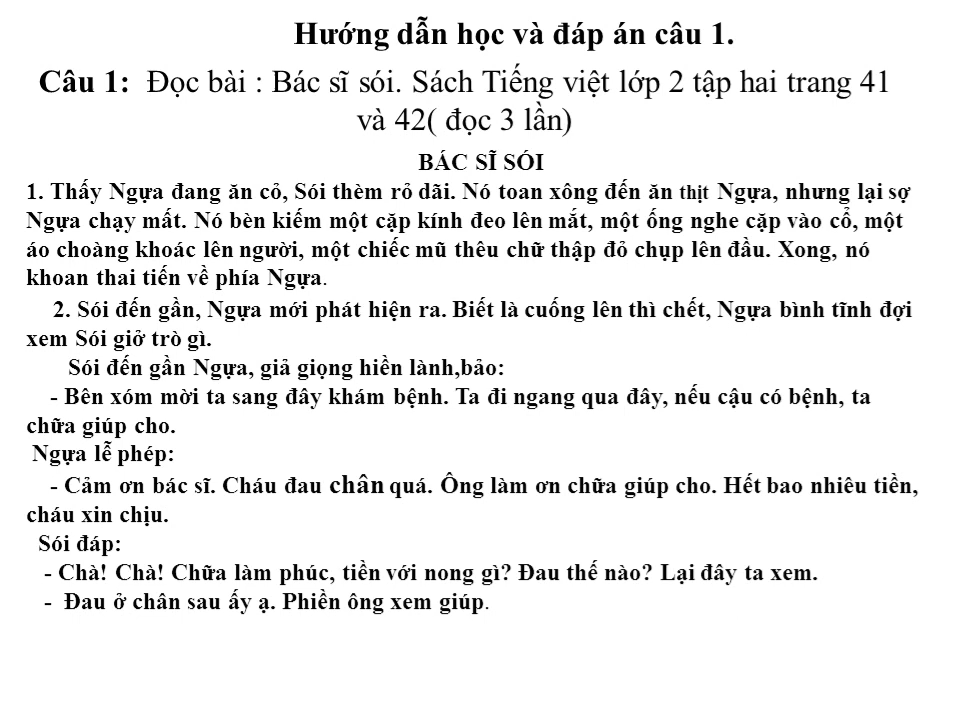 Hướng dẫn học và đáp án câu 1.
Câu 1: Đọc bài : Bác sĩ sói. Sách Tiếng việt lớp 2 tập hai trang 41
và 42( đọc 3 lần)
BÁC SĨ SÓI
1. Thấy Ngựa đang ăn cỏ, Sói thèm rỏ dãi. Nó toan xông đến ăn thịt Ngựa, nhưng lại sợ
Ngựa chạy mất. Nó bèn kiếm một cặp kính đeo lên mắt, một ống nghe cặp vào cổ, một
áo choàng khoác lên người, một chiếc mũ thêu chữ thập đỏ chụp lên đầu. Xong, nó
khoan thai tiến về phía Ngựa.
2. Sói đến gần, Ngựa mới phát hiện ra. Biết là cuống lên thì chết, Ngựa bình tĩnh đợi
xem Sói giở trò gì.
Sói đến gần Ngựa, giả giọng hiền lành,bảo:
- Bên xóm mời ta sang đây khám bệnh. Ta đi ngang qua đây, nếu cậu có bệnh, ta
chữa giúp cho.
Ngựa lễ phép:
- Cảm ơn bác sĩ. Cháu đau chân quá. Ông làm ơn chữa giúp cho. Hết bao nhiêu tiền,
cháu xin chịu.
Sói đáp:
- Chà! Chà! Chữa làm phúc, tiền với nong gì? Đau thế nào? Lại đây ta xem.
- Đau ở chân sau ấy ạ. Phiền ông xem giúp.